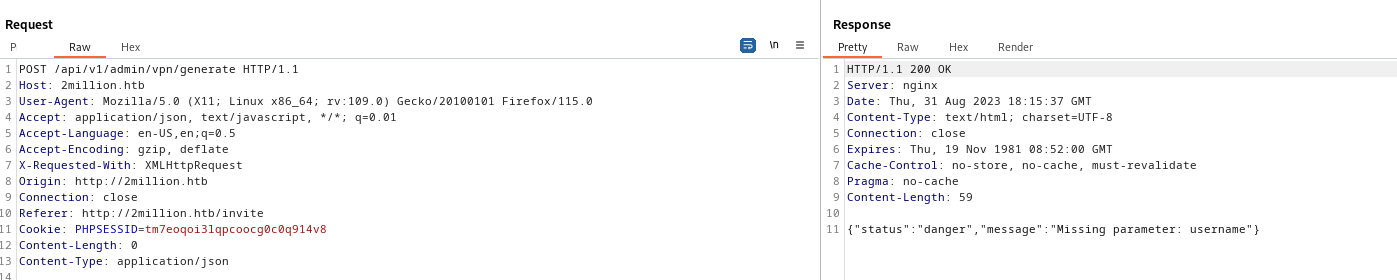 Request
P Raw Hex \n
1 POST /api/v1/admin/vpn/generate HTTP/1.1
2 Host: 2million.htb
3 User-Agent: Mozilla/5.0 (X11; Linux x86_64; rv:109.0) Gecko/20100101 Firefox/115.0
4 Accept: application/json, text/javascript, */*; q=0.01
5 Accept-Language: en-US,en;q=0.5
6 Accept-Encoding: gzip, deflate
7 X-Requested-With: XMLHttpRequest
8 Origin: http://2million.htb
9 Connection: close
10 Referer: http://2million.htb/invite
11 Cookie: PHPSESSID=tm7eoqoi3lqpcoocg0c0q914v8
12 Content-Length: 0
13 Content-Type: application/json
14
Response
Pretty Raw Hex Render
1 HTTP/1.1 200 OK
2 Server: nginx
3 Date: Thu, 31 Aug 2023 18:15:37 GMT
4 Content-Type: text/html; charset=UTF-8
5 Connection: close
6 Expires: Thu, 19 Nov 1981 08:52:00 GMT
7 Cache-Control: no-store, no-cache, must-revalidate
8 Pragma: no-cache
9 Content-Length: 59
10
11 {"status":"danger","message":"Missing parameter: username"}